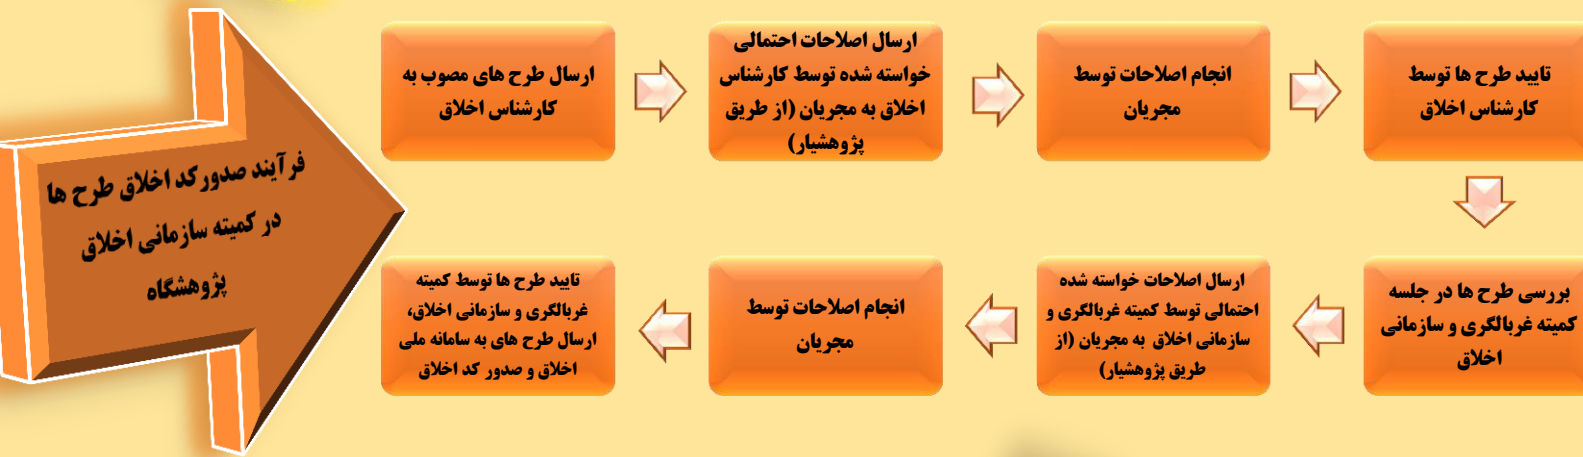 فرآیند صدورکد اخلاق طرح ها
در کمیته سازمانی اخلاق
پژوهشگاه
ارسال طرح های مصوب به
کارشناس اخلاق
ارسال اصلاحات احتمالی
خواسته شده توسط کارشناس
اخلاق به مجریان (از طریق
پژوهشیار)
انجام اصلاحات توسط
مجریان
تایید طرح ها توسط
کارشناس اخلاق
بررسی طرح ها در جلسه
کمیته غربالگری و سازمانی
اخلاق
ارسال اصلاحات خواسته شده
احتمالی توسط کمیته غربالگری و
سازمانی اخلاق به مجریان (از
طریق پژوهشیار)
انجام اصلاحات توسط
مجریان
تایید طرح ها توسط کمیته
غربالگری و سازمانی اخلاق،
ارسال طرح های به سامانه ملی
اخلاق و صدور کد اخلاق